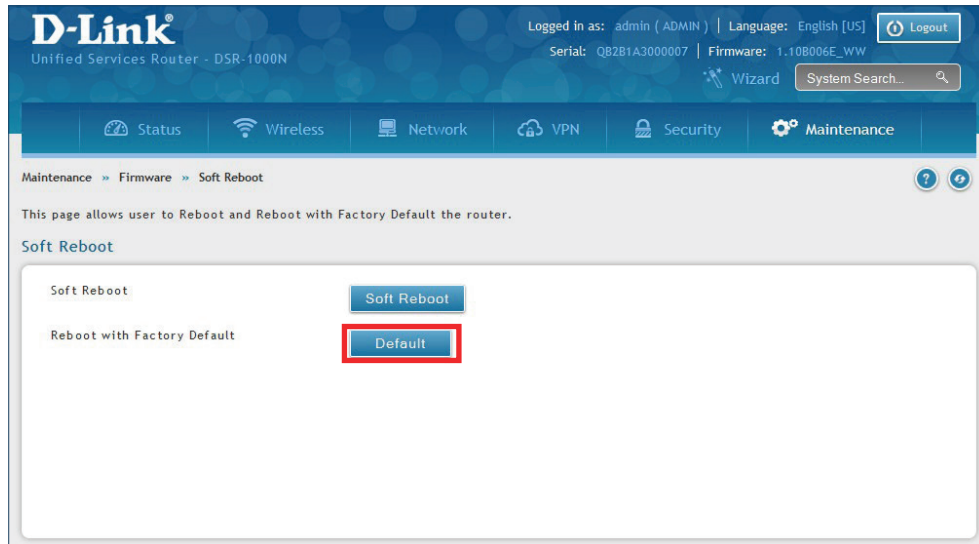 D-Link
Unified Services Router - DSR-1000N
Logged in as: admin ( ADMIN ) | Language: English [US]
Logout
Serial: QB2B1A3000007 | Firmware: 1.10B006E_WW
Wizard
System Search...
Status
Wireless
Network
VPN
Security
Maintenance
Maintenance » Firmware » Soft Reboot
?
This page allows user to Reboot and Reboot with Factory Default the router.
Soft Reboot
Soft Reboot
Soft Reboot
Reboot with Factory Default
Default